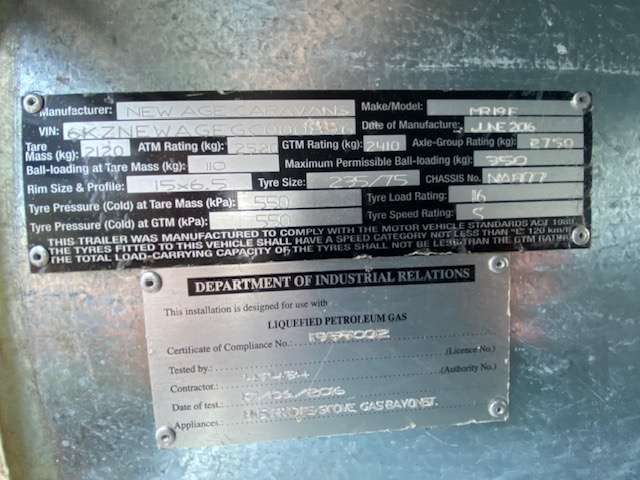 Manufacturer: NEW AGE CARAVANS Make/Model: MR19E
VIN: Date of Manufacture: JUNE 2016
Tare Mass (kg): 2120 ATM Rating (kg): 2520 GTM Rating (kg): 2410 Axle-Group Rating (kg): 2750
Ball-loading at Tare Mass (kg): 110 Maximum Permissible Ball-loading (kg): 350
Rim Size & Profile: 15x6.5 Tyre Size: 235/75 CHASSIS No.
Tyre Pressure (Cold) at Tare Mass (kPa): 550 Tyre Load Rating: 116
Tyre Pressure (Cold) at GTM (kPa): 550 Tyre Speed Rating: S
THIS TRAILER WAS MANUFACTURED TO COMPLY WITH THE MOTOR VEHICLE STANDARDS ACT 1989.
THE TYRES FITTED TO THIS VEHICLE SHALL HAVE A SPEED CATEGORY NOT LESS THAN "L" 120 km/h
THE TOTAL LOAD-CARRYING CAPACITY OF THE TYRES SHALL NOT BE LESS THAN THE GTM RATING
DEPARTMENT OF INDUSTRIAL RELATIONS
This installation is designed for use with
LIQUEFIED PETROLEUM GAS
Certificate of Compliance No.:
Tested by: (Licence No.)
Contractor: (Authority No.)
Date of test: /2016
Appliances: GAS BAYONET.